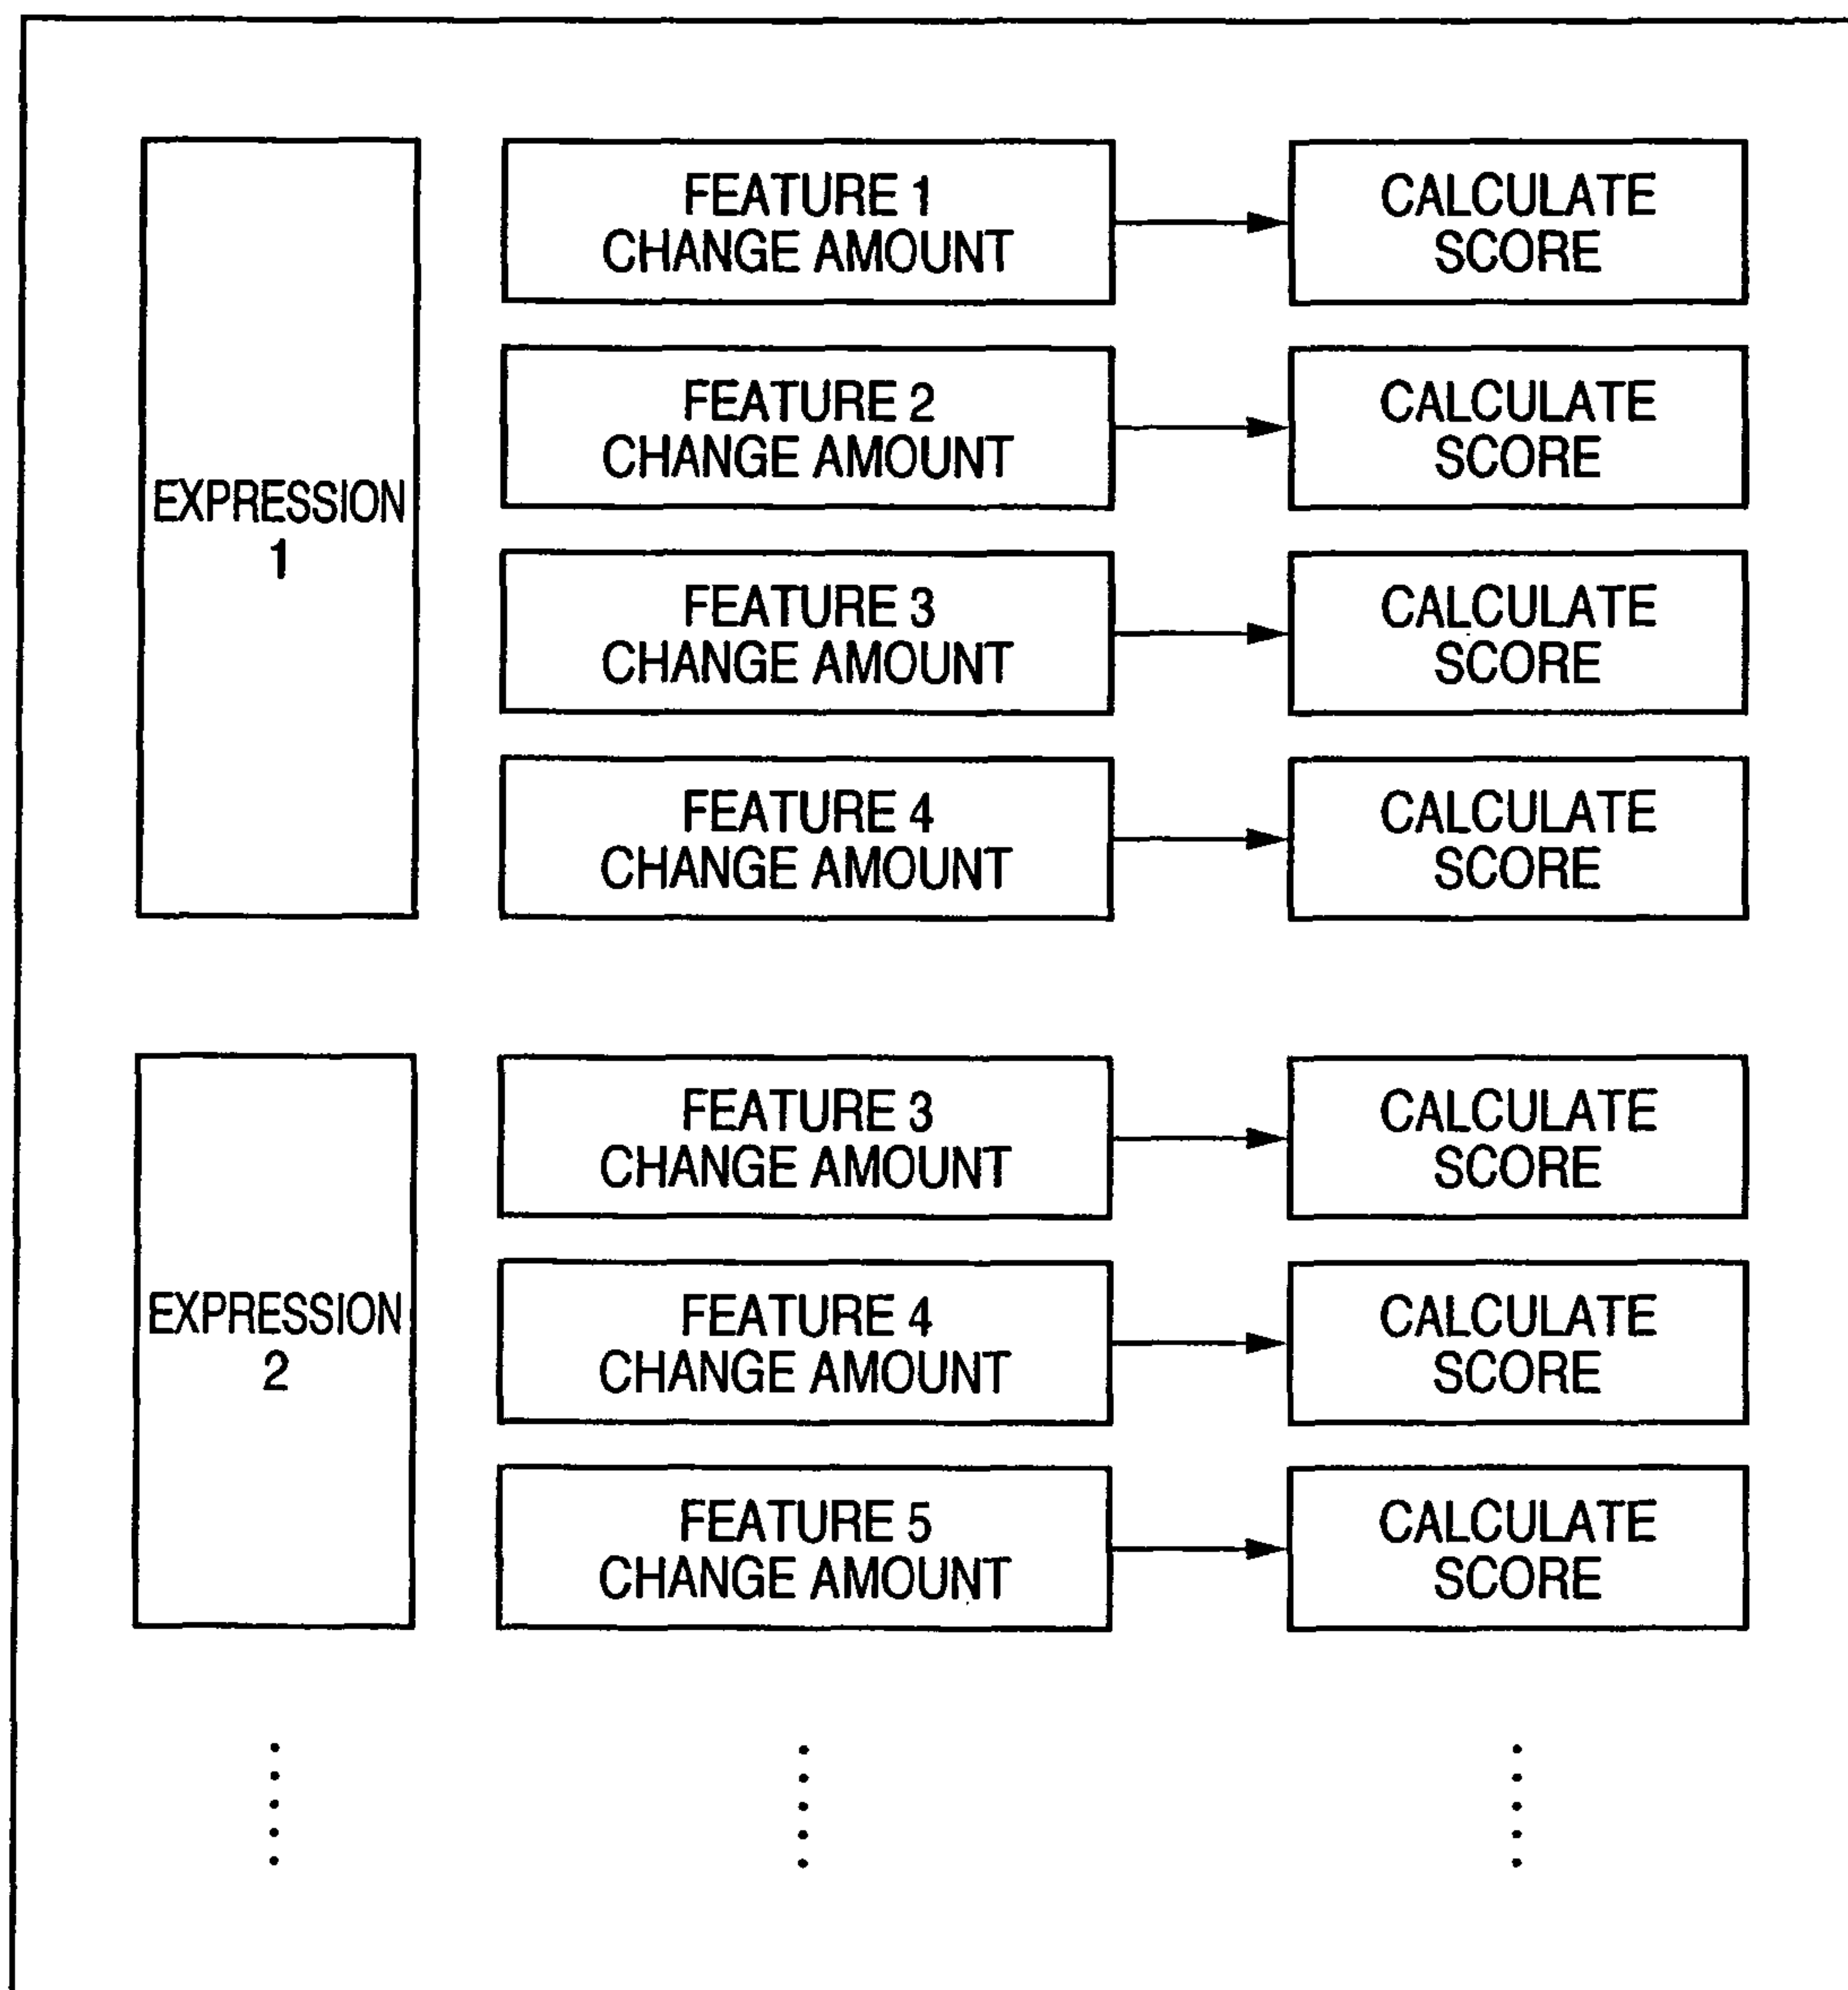 EXPRESSION
1
FEATURE 1
CHANGE AMOUNT
CALCULATE
SCORE
FEATURE 2
CHANGE AMOUNT
CALCULATE
SCORE
FEATURE 3
CHANGE AMOUNT
CALCULATE
SCORE
FEATURE 4
CHANGE AMOUNT
CALCULATE
SCORE
EXPRESSION
2
FEATURE 3
CHANGE AMOUNT
CALCULATE
SCORE
FEATURE 4
CHANGE AMOUNT
CALCULATE
SCORE
FEATURE 5
CHANGE AMOUNT
CALCULATE
SCORE